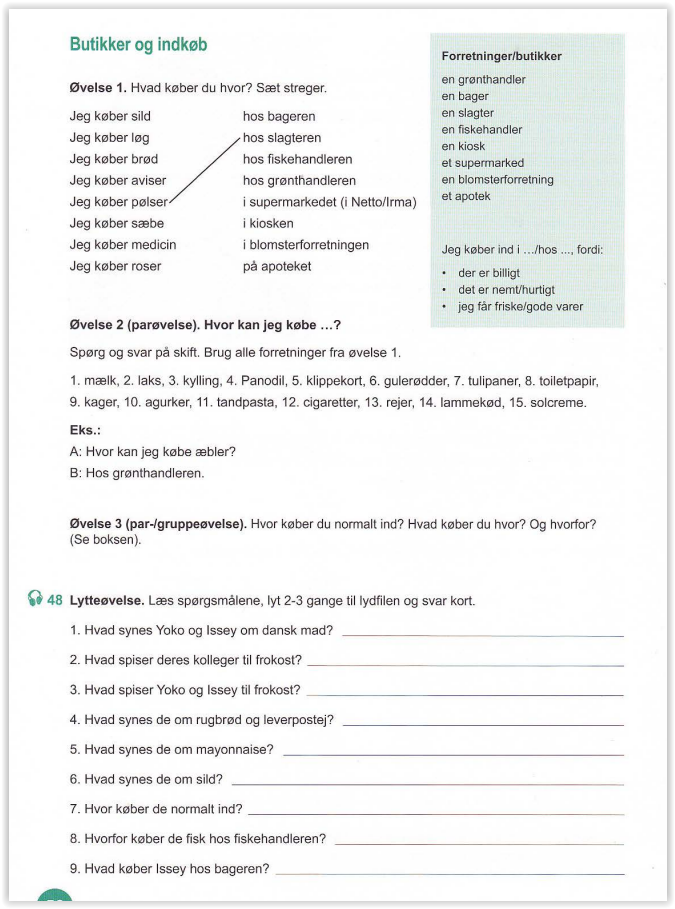 Butikker og indkøb
Øvelse 1. Hvad køber du hvor? Sæt streger.
Jeg køber sild hos bageren
Jeg køber løg hos slagteren
Jeg køber brød hos fiskehandleren
Jeg køber aviser hos grønthandleren
Jeg køber pølser i supermarkedet (i Netto/Irma)
Jeg køber sæbe i kiosken
Jeg køber medicin i blomsterforretningen
Jeg køber roser på apoteket
Forretninger/butikker
en grønthandler
en bager
en slagter
en fiskehandler
en kiosk
et supermarked
en blomsterforretning
et apotek
Jeg køber ind i .../hos ..., fordi:
• der er billigt
• det er nemt/hurtigt
• jeg får friske/gode varer
Øvelse 2 (parøvelse). Hvor kan jeg købe ...?
Spørg og svar på skift. Brug alle forretninger fra øvelse 1.
1. mælk, 2. laks, 3. kylling, 4. Panodil, 5. klippekort, 6. gulerødder, 7. tulipaner, 8. toiletpapir,
9. kager, 10. agurker, 11. tandpasta, 12. cigaretter, 13. rejer, 14. lammekød, 15. solcreme.
Eks.:
A: Hvor kan jeg købe æbler?
B: Hos grønthandleren.
Øvelse 3 (par-/gruppeøvelse). Hvor køber du normalt ind? Hvad køber du hvor? Og hvorfor?
(Se boksen).
48 Lytteøvelse. Læs spørgsmålene, lyt 2-3 gange til lydfilen og svar kort.
1. Hvad synes Yoko og Issey om dansk mad?
2. Hvad spiser deres kolleger til frokost?
3. Hvad spiser Yoko og Issey til frokost?
4. Hvad synes de om rugbrød og leverpostej?
5. Hvad synes de om mayonnaise?
6. Hvad synes de om sild?
7. Hvor køber de normalt ind?
8. Hvorfor køber de fisk hos fiskehandleren?
9. Hvad køber Issey hos bageren?